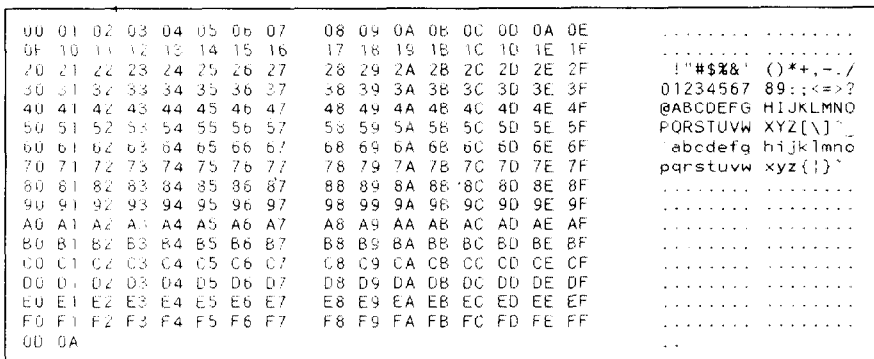 00 01 02 03 04 05 06 07 08 09 0A 0B 0C 0D 0A 0E ........ ........
0F 10 11 12 13 14 15 16 17 18 19 1B 1C 1D 1E 1F ........ ........
20 21 22 23 24 25 26 27 28 29 2A 2B 2C 2D 2E 2F !"#$%&' ()*+,-./
30 31 32 33 34 35 36 37 38 39 3A 3B 3C 3D 3E 3F 01234567 89:;<=>?
40 41 42 43 44 45 46 47 48 49 4A 4B 4C 4D 4E 4F @ABCDEFG HIJKLMNO
50 51 52 53 54 55 56 57 58 59 5A 5B 5C 5D 5E 5F PQRSTUVW XYZ[\]^_
60 61 62 63 64 65 66 67 68 69 6A 6B 6C 6D 6E 6F `abcdefg hijklmno
70 71 72 73 74 75 76 77 78 79 7A 7B 7C 7D 7E 7F pqrstuvw xyz{|}~
80 81 82 83 84 85 86 87 88 89 8A 8B 8C 8D 8E 8F ........ ........
90 91 92 93 94 95 96 97 98 99 9A 9B 9C 9D 9E 9F ........ ........
A0 A1 A2 A3 A4 A5 A6 A7 A8 A9 AA AB AC AD AE AF ........ ........
B0 B1 B2 B3 B4 B5 B6 B7 B8 B9 BA BB BC BD BE BF ........ ........
C0 C1 C2 C3 C4 C5 C6 C7 C8 C9 CA CB CC CD CE CF ........ ........
D0 D1 D2 D3 D4 D5 D6 D7 D8 D9 DA DB DC DD DE DF ........ ........
E0 E1 E2 E3 E4 E5 E6 E7 E8 E9 EA EB EC ED EE EF ........ ........
F0 F1 F2 F3 F4 F5 F6 F7 F8 F9 FA FB FC FD FE FF ........ ........
0D 0A ..